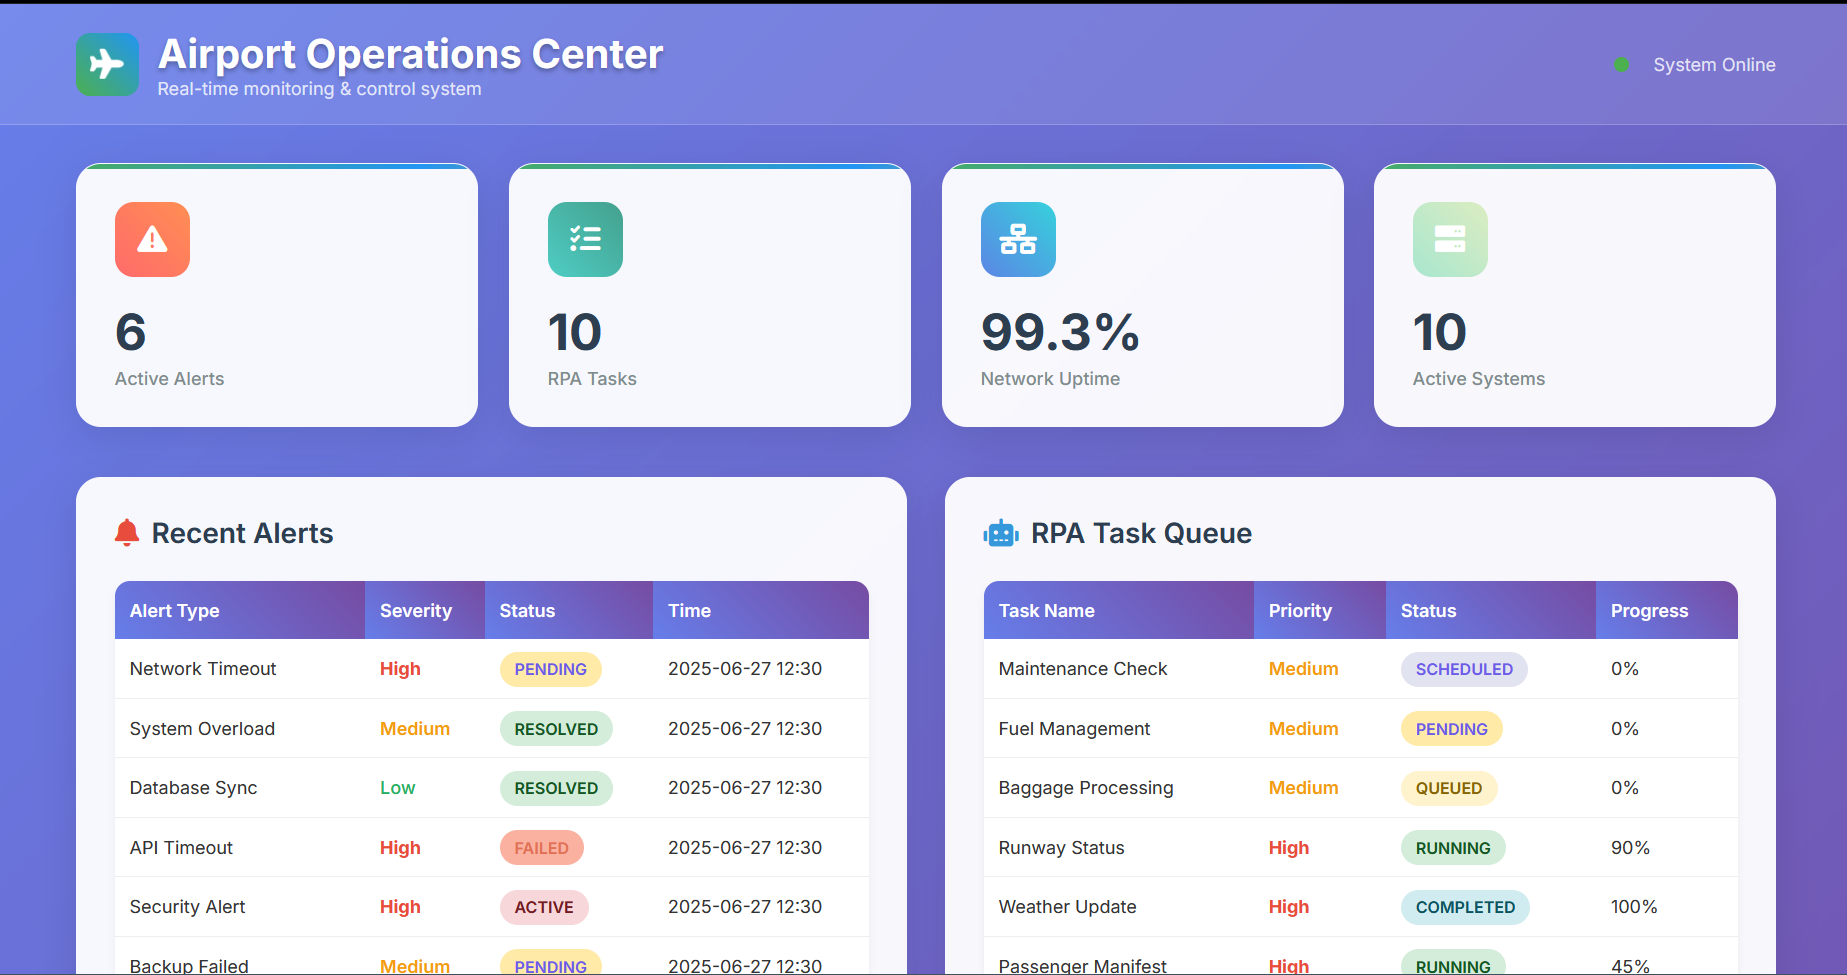 Airport Operations Center
Real-time monitoring & control system
System Online
6
Active Alerts
10
RPA Tasks
99.3%
Network Uptime
10
Active Systems
Recent Alerts
Alert Type Severity Status Time
Network Timeout High PENDING 2025-06-27 12:30
System Overload Medium RESOLVED 2025-06-27 12:30
Database Sync Low RESOLVED 2025-06-27 12:30
API Timeout High FAILED 2025-06-27 12:30
Security Alert High ACTIVE 2025-06-27 12:30
Backup Failed Medium PENDING 2025-06-27 12:30
RPA Task Queue
Task Name Priority Status Progress
Maintenance Check Medium SCHEDULED 0%
Fuel Management Medium PENDING 0%
Baggage Processing Medium QUEUED 0%
Runway Status High RUNNING 90%
Weather Update High COMPLETED 100%
Passenger Manifest High RUNNING 45%